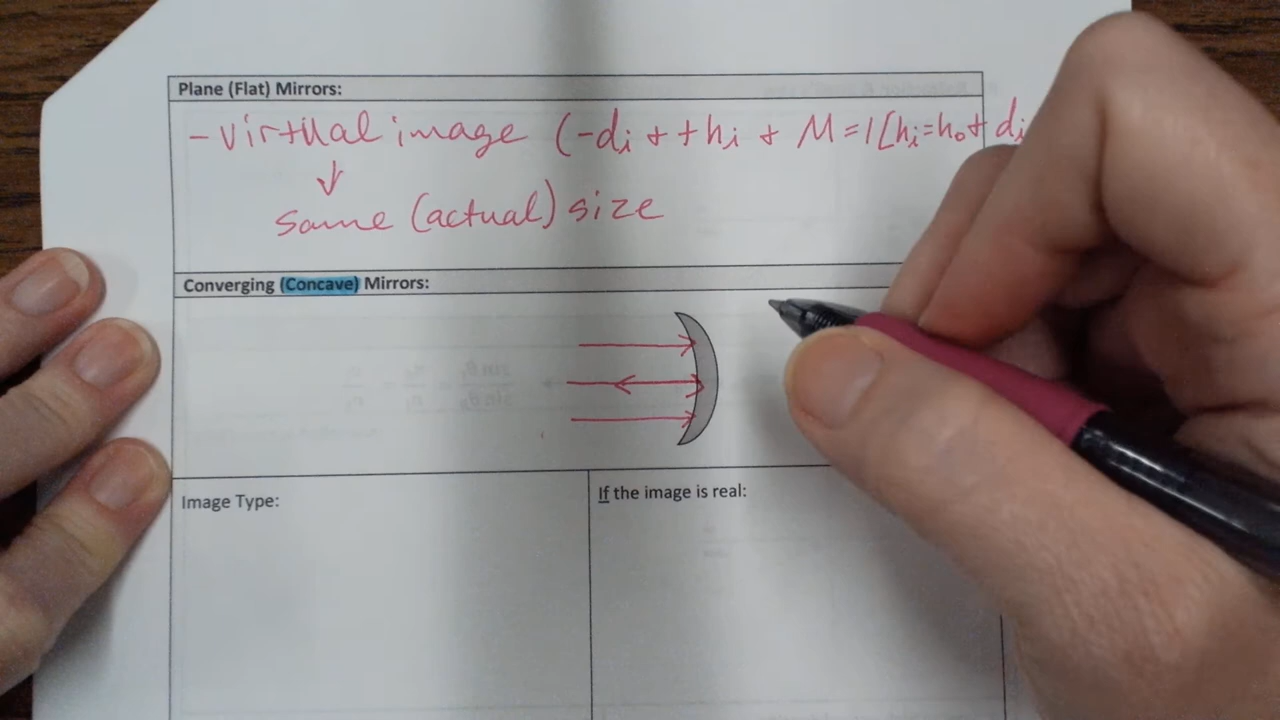 Plane (Flat) Mirrors:
- virtual image (-di + +hi + M=1[hi=ho+ di
↓
same (actual) size
Converging (Concave) Mirrors:
Image Type:
If the image is real: